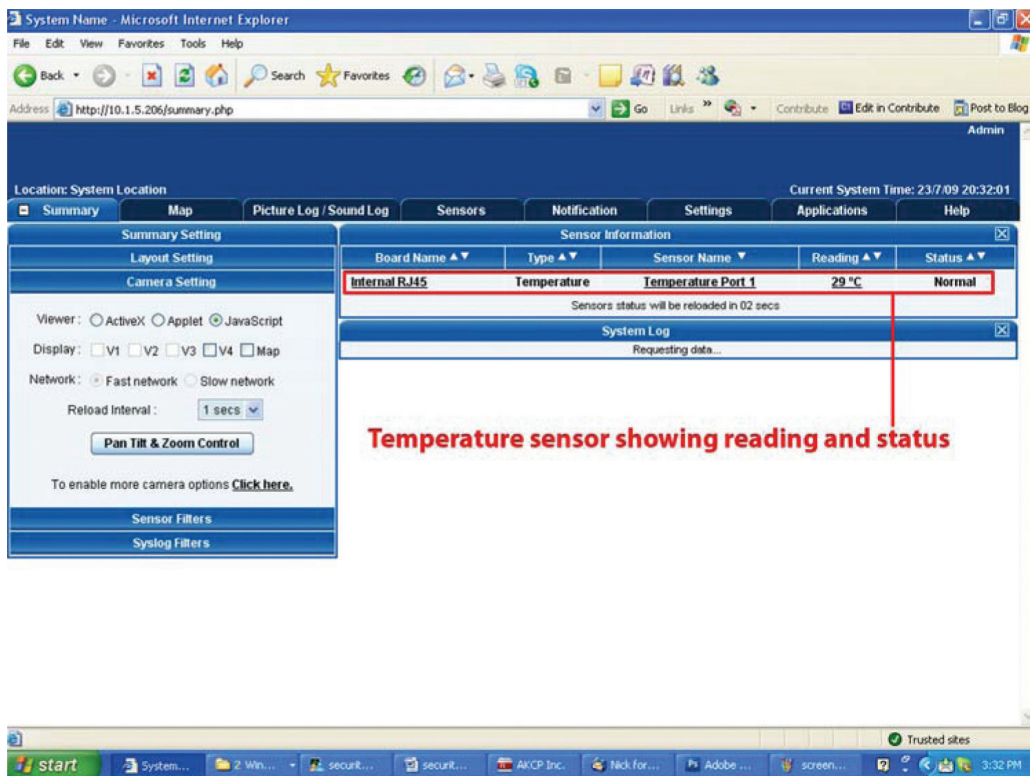 System Name - Microsoft Internet Explorer
File Edit View Favorites Tools Help
Back Search Favorites
Address http://10.1.5.206/summary.php Go Links » Contribute Edit in Contribute Post to Blog
Admin
Location: System Location Current System Time: 23/7/09 20:32:01
Summary Map Picture Log / Sound Log Sensors Notification Settings Applications Help
Summary Setting
Layout Setting
Camera Setting
Viewer : ActiveX Applet JavaScript
Display : V1 V2 V3 V4 Map
Network : Fast network Slow network
Reload Interval : 1 secs
Pan Tilt & Zoom Control
To enable more camera options Click here.
Sensor Filters
Syslog Filters
Sensor Information
Board Name ▲▼ Type ▲▼ Sensor Name ▼ Reading ▲▼ Status ▲▼
Internal RJ45 Temperature Temperature Port 1 29 °C Normal
Sensors status will be reloaded in 02 secs
System Log
Requesting data...
Temperature sensor showing reading and status
Trusted sites
start System... 2 Win... securit... securit... AKCP Inc. Nick for... Adobe ... screen... 3:32 PM